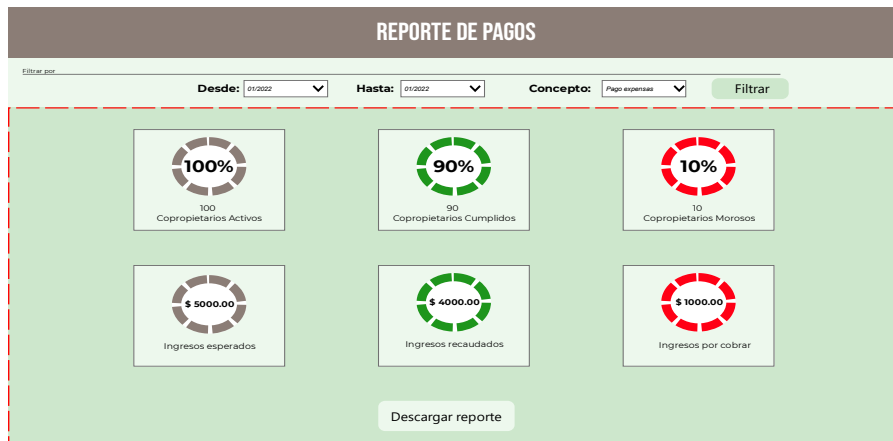 REPORTE DE PAGOS
Filtrar por
Desde: 01/2022 Hasta: 01/2022 Concepto: Pago expensas Filtrar
100% 90% 10%
100 90 10
Copropietarios Activos Copropietarios Cumplidos Copropietarios Morosos
$ 5000.00 $ 4000.00 $ 1000.00
Ingresos esperados Ingresos recaudados Ingresos por cobrar
Descargar reporte